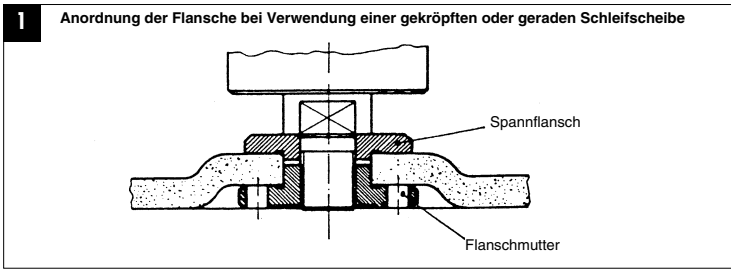 1
Anordnung der Flansche bei Verwendung einer gekröpften oder geraden Schleifscheibe
Spannflansch
Flanschmutter